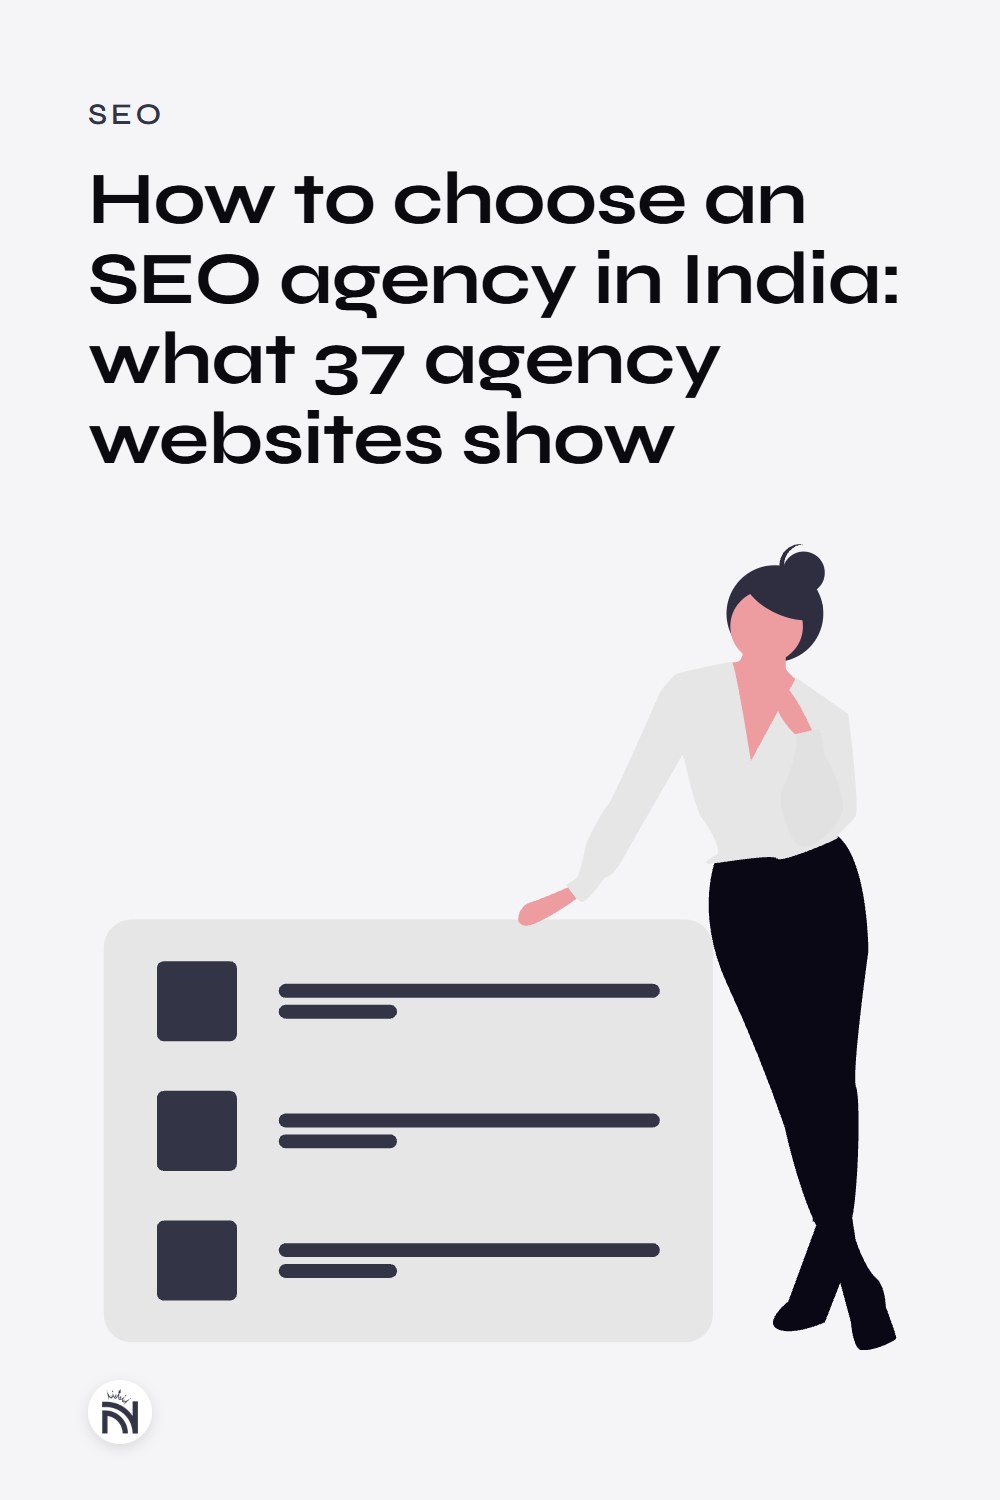 SEO
How to choose an
SEO agency in India:
what 37 agency
websites show